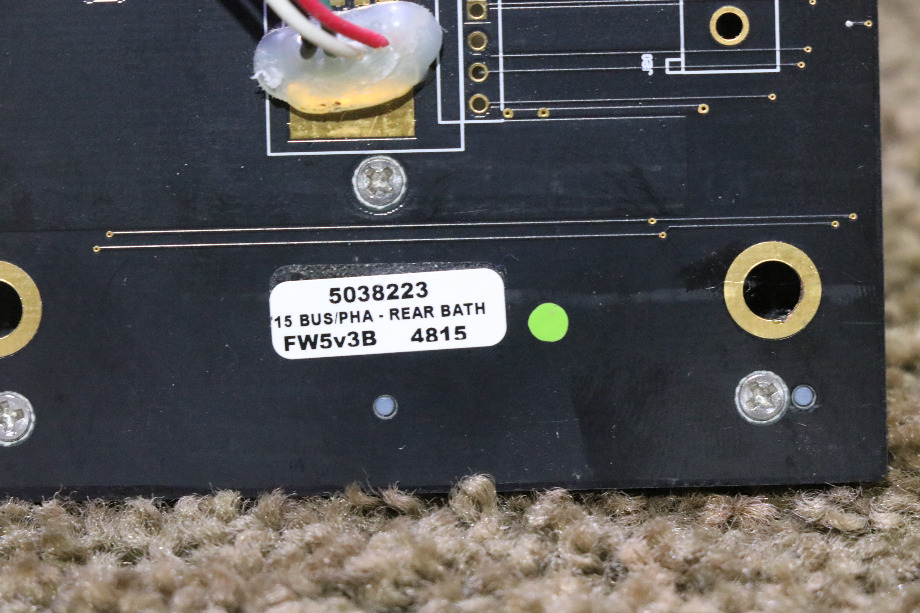 5038223
'15 BUS/PHA - REAR BATH
FW5v3B 4815